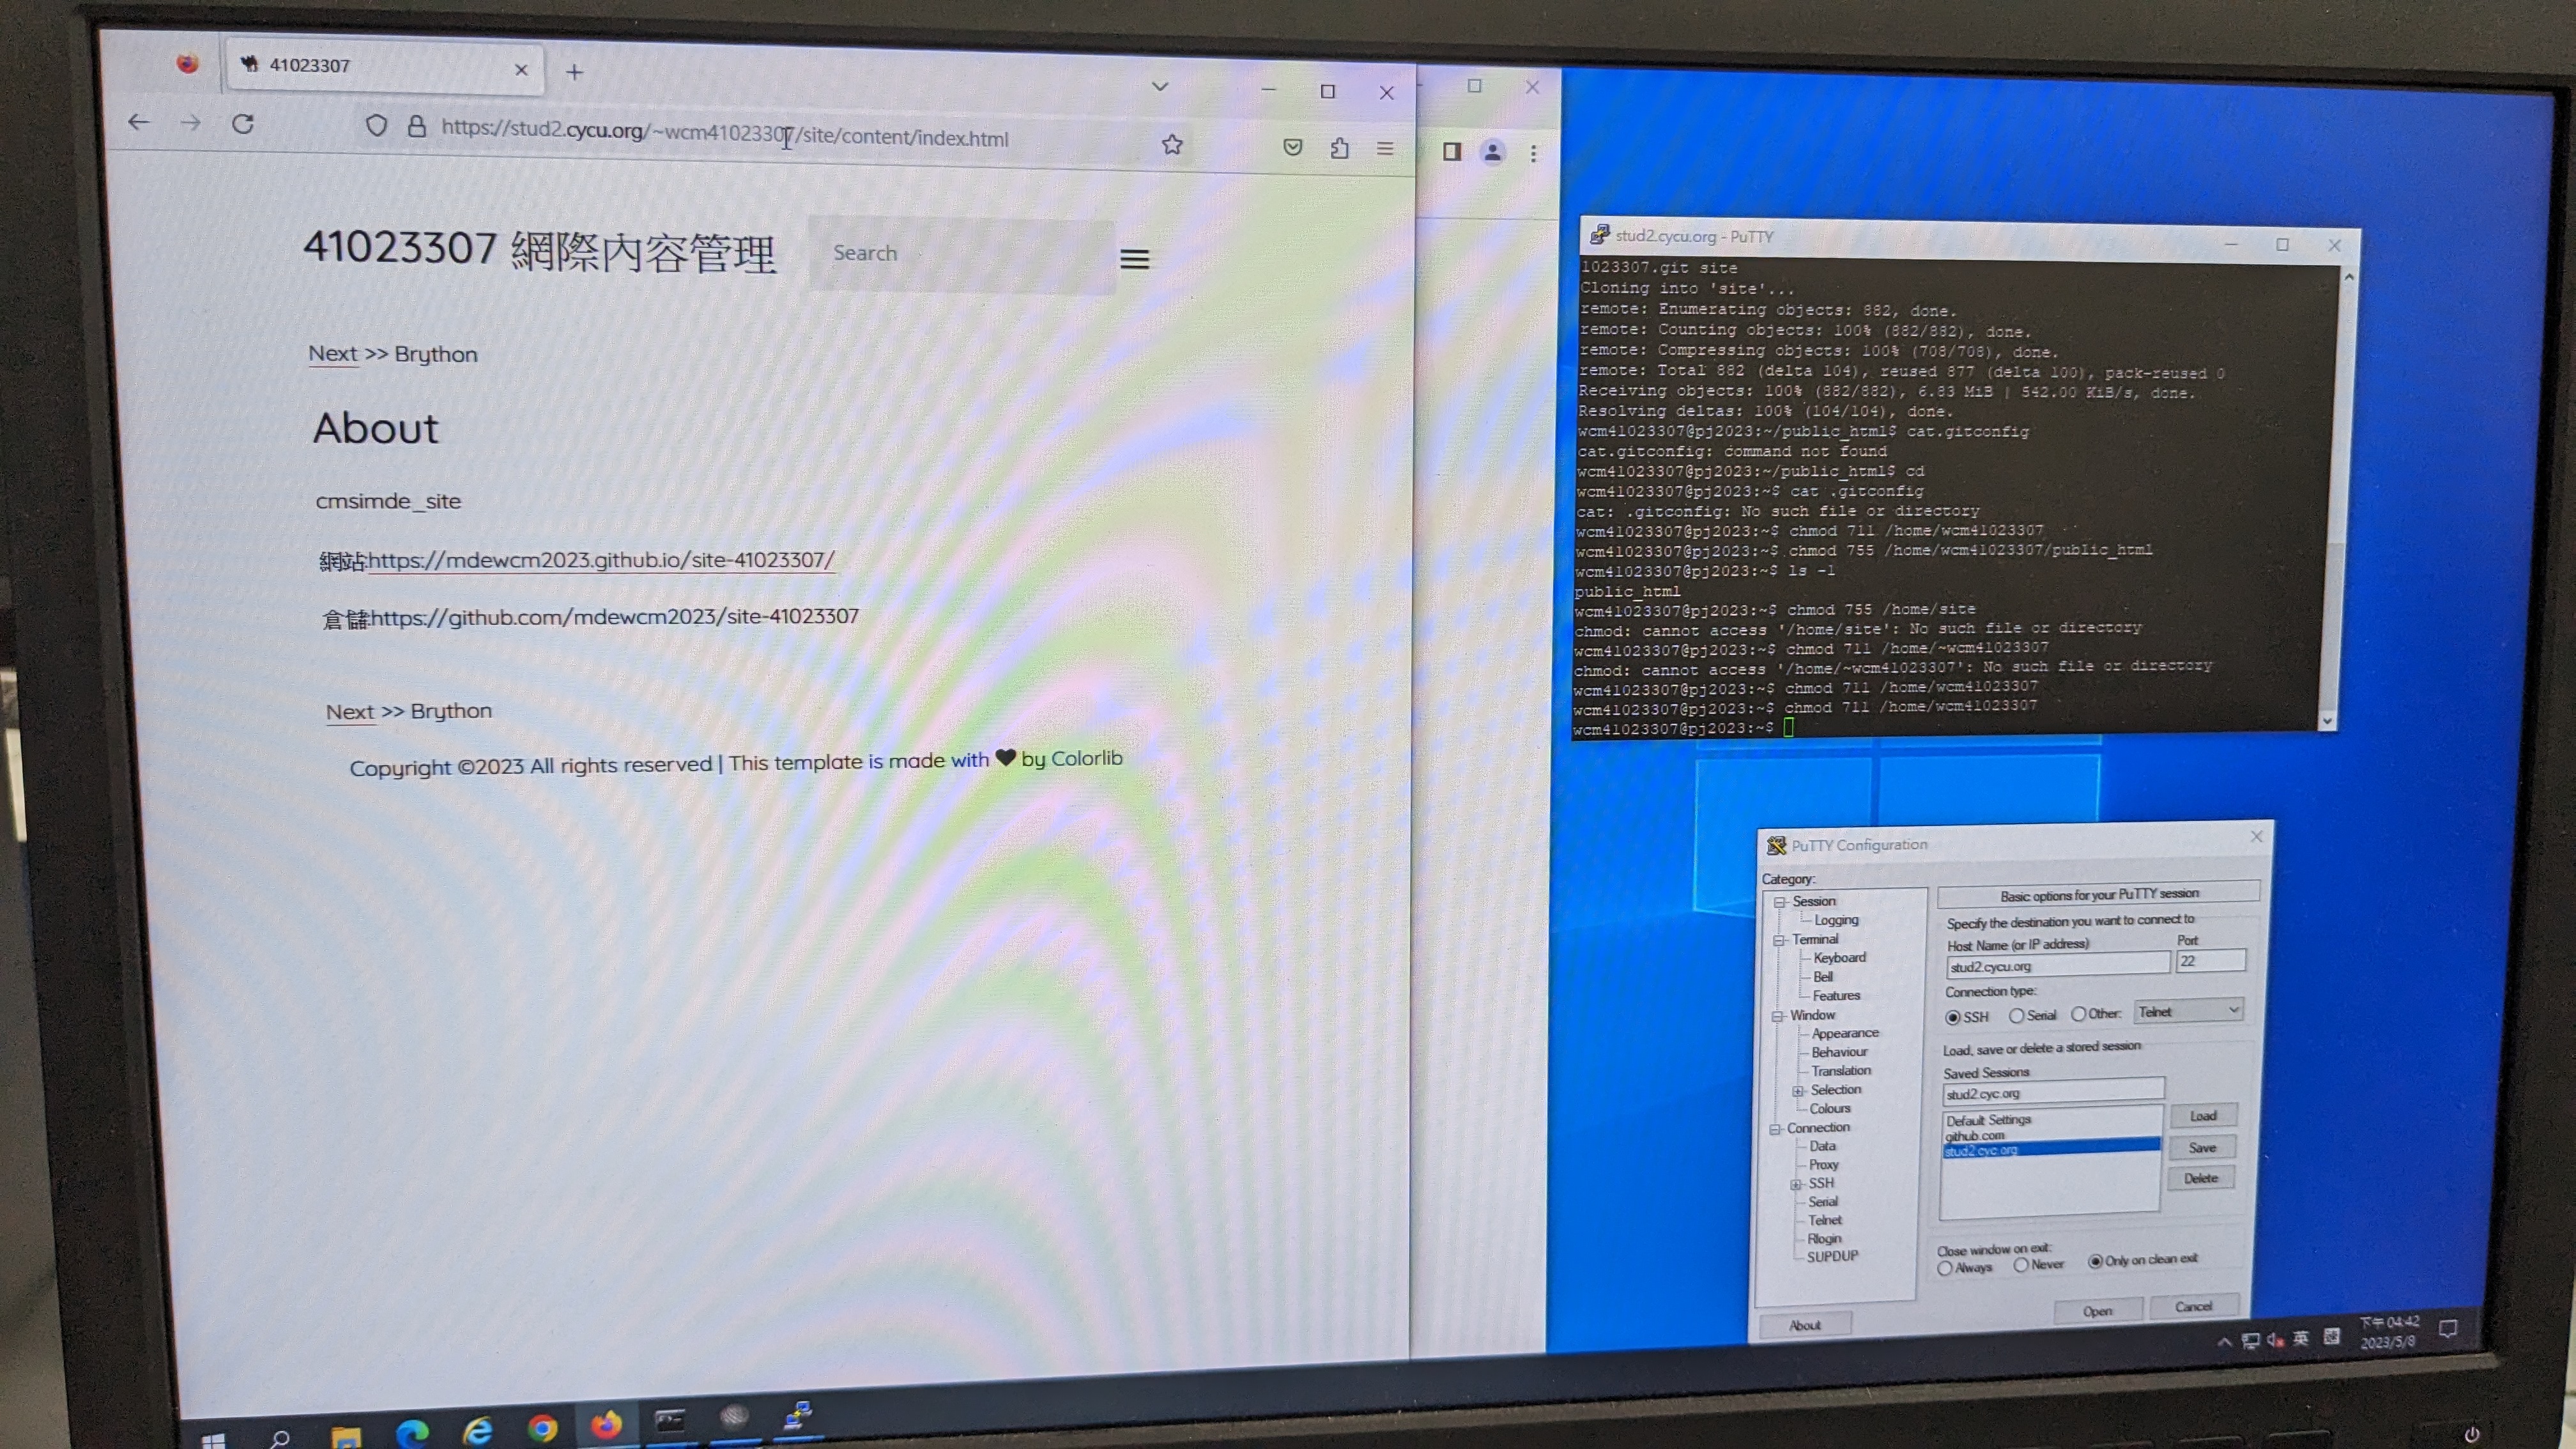 41023307
https://stud2.cycu.org/~wcm41023307/site/content/index.html
41023307 網際內容管理
Search
Next >> Brython
About
cmsimde_site
網站:https://mdewcm2023.github.io/site-41023307/
倉儲:https://github.com/mdewcm2023/site-41023307
Next >> Brython
Copyright ©2023 All rights reserved | This template is made with ♥ by Colorlib
stud2.cycu.org - PuTTY
1023307.git site
Cloning into 'site'...
remote: Enumerating objects: 882, done.
remote: Counting objects: 100% (882/882), done.
remote: Compressing objects: 100% (708/708), done.
remote: Total 882 (delta 104), reused 877 (delta 100), pack-reused 0
Receiving objects: 100% (882/882), 6.83 MiB | 542.00 KiB/s, done.
Resolving deltas: 100% (104/104), done.
wcm41023307@pj2023:~/public_html$ cat.gitconfig
cat.gitconfig: command not found
wcm41023307@pj2023:~/public_html$ cd
wcm41023307@pj2023:~$ cat .gitconfig
cat: .gitconfig: No such file or directory
wcm41023307@pj2023:~$ chmod 711 /home/wcm41023307
wcm41023307@pj2023:~$ chmod 755 /home/wcm41023307/public_html
wcm41023307@pj2023:~$ ls -l
public_html
wcm41023307@pj2023:~$ chmod 755 /home/site
chmod: cannot access '/home/site': No such file or directory
wcm41023307@pj2023:~$ chmod 711 /home/~wcm41023307
chmod: cannot access '/home/~wcm41023307': No such file or directory
wcm41023307@pj2023:~$ chmod 711 /home/wcm41023307
wcm41023307@pj2023:~$ chmod 711 /home/wcm41023307
wcm41023307@pj2023:~$
PuTTY Configuration
Category:
Session
Logging
Terminal
Keyboard
Bell
Features
Window
Appearance
Behaviour
Translation
Selection
Colours
Connection
Data
Proxy
SSH
Serial
Telnet
Rlogin
SUPDUP
Basic options for your PuTTY session
Specify the destination you want to connect to
Host Name (or IP address) Port
stud2.cycu.org 22
Connection type:
SSH Serial Other: Telnet
Load, save or delete a stored session
Saved Sessions
stud2.cyc.org
Default Settings
github.com
stud2.cyc.org
Load
Save
Delete
Close window on exit:
Always Never Only on clean exit
About Open Cancel
英
下午 04:42
2023/5/8